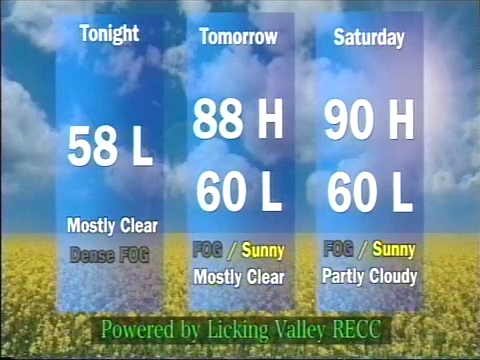 Tonight
58 L
Mostly Clear
Dense FOG
Tomorrow
88 H
60 L
FOG / Sunny
Mostly Clear
Saturday
90 H
60 L
FOG / Sunny
Partly Cloudy
Powered by Licking Valley RECC